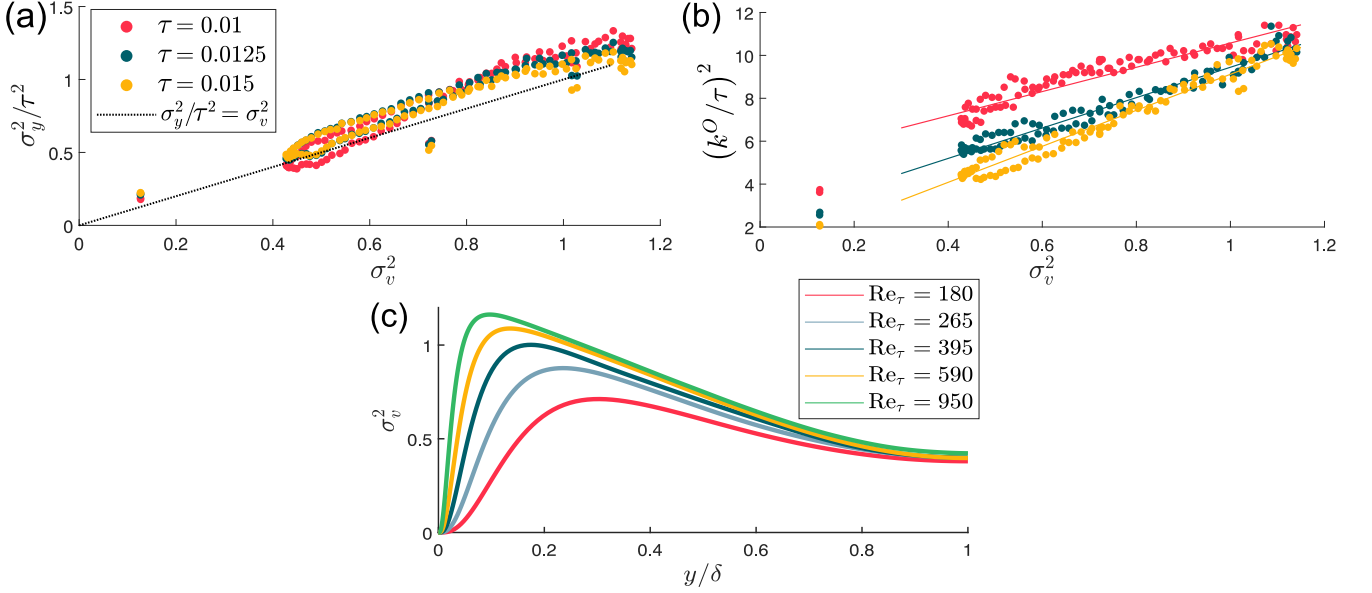 (a)
1.5
1
0.5
0
σ_y^2/τ^2
τ = 0.01
τ = 0.0125
τ = 0.015
σ_y^2/τ^2 = σ_v^2
0 0.2 0.4 0.6 0.8 1 1.2
σ_v^2
(b)
12
10
8
6
4
2
(k^O/τ)^2
0 0.2 0.4 0.6 0.8 1 1.2
σ_v^2
(c)
1
0.5
0
σ_v^2
Re_τ = 180
Re_τ = 265
Re_τ = 395
Re_τ = 590
Re_τ = 950
0 0.2 0.4 0.6 0.8 1
y/δ